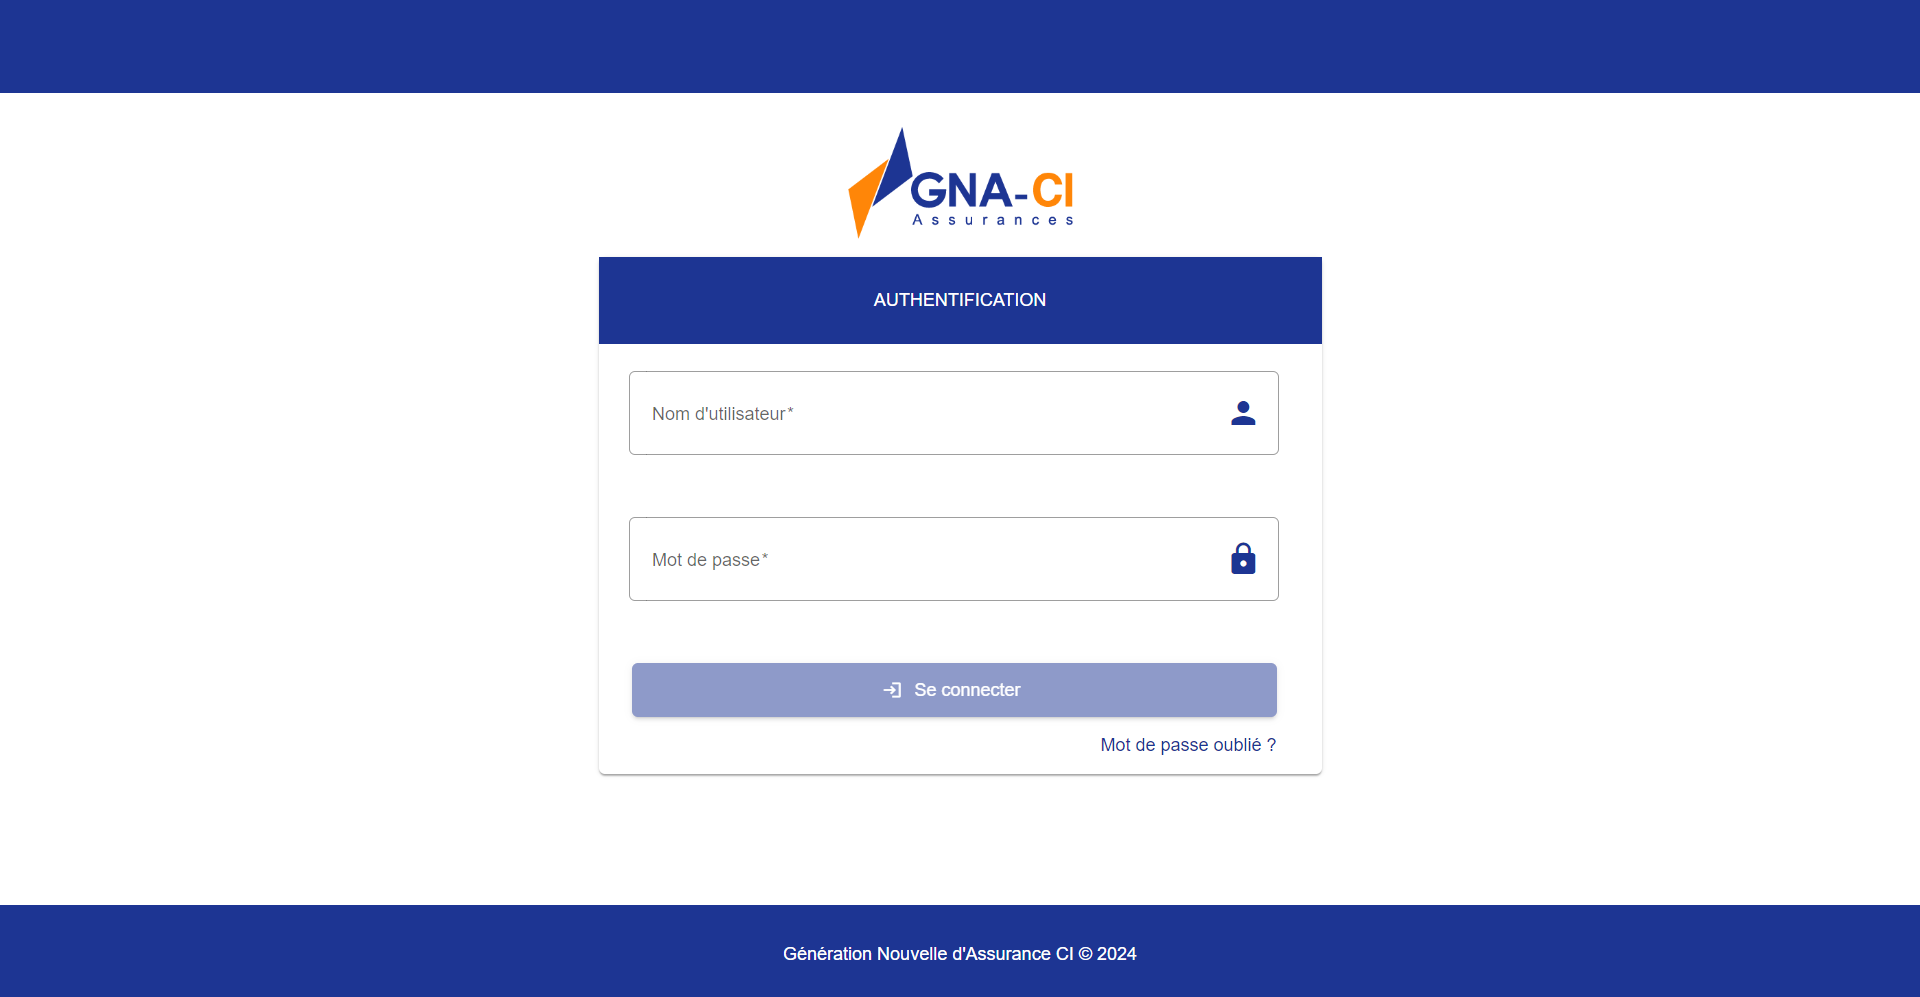 GNA-CI
Assurances
AUTHENTIFICATION
Nom d'utilisateur*
Mot de passe*
Se connecter
Mot de passe oublié ?
Génération Nouvelle d'Assurance CI © 2024